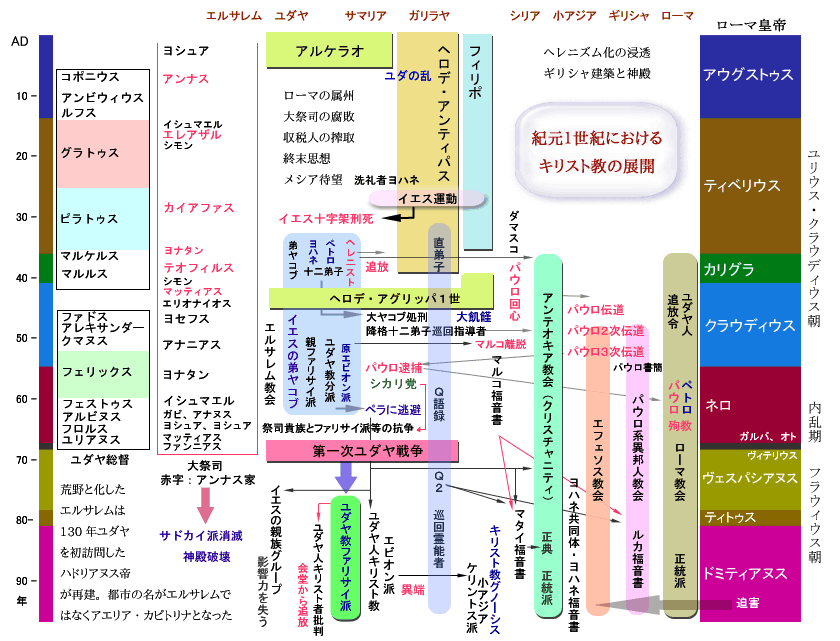 エルサレム ユダヤ サマリア ガリラヤ シリア 小アジア ギリシャ ローマ
ローマ皇帝
AD
10
20
30
40
50
60
70
80
90
年
コポニウス
アンビウィウス
ルフス
グラトゥス
ピラトゥス
マルケルス
マルルス
ファドス
アレキサンダー
クマヌス
フェリックス
フェストゥス
アルビヌス
フロルス
ユリアヌス
ユダヤ総督
ヨシュア
アンナス
イシュマエル
エレアザル
シモン
カイアファス
ヨナタン
テオフィルス
シモン
マッティアス
エリオナイオス
ヨセフス
アナニアス
ヨナタン
イシュマエル
ガビ、アナヌス
ヨシュア、ヨシュア
マッティアス
ファンニアス
大祭司
赤字：アンナス家
サドカイ派消滅
神殿破壊
荒野と化した
エルサレムは
130年ユダヤ
を初訪問した
ハドリアヌス帝
が再建。都市の名がエルサレムで
はなくアエリア・カピトリナとなった
アルケラオ
ヘロデ・アンティパス
フィリポ
ユダの乱
ローマの属州
大祭司の腐敗
収税人の搾取
終末思想
メシア待望
洗礼者ヨハネ
イエス運動
イエス十字架刑死
ヘレニズム化の浸透
ギリシャ建築と神殿
紀元1世紀における
キリスト教の展開
弟ヤコブ
ヨハネ
ペトロ
十二弟子
ヘレニスト
追放
直弟子
ダマスコ
パウロ回心
ヘロデ・アグリッパ1世
大ヤコブ処刑
大飢饉
降格十二弟子巡回指導者
エルサレム教会
イエスの弟ヤコブ
親ファリサイ派
ユダヤ教分派
原エビオン派
マルコ離脱
パウロ逮捕
シカリ党
ペラに逃避
祭司貴族とファリサイ派等の抗争
第一次ユダヤ戦争
Q語録
Q2
巡回霊能者
マルコ福音書
アンテオキア教会（クリスチャニティ）
正典
正統派
パウロ伝道
パウロ2次伝道
パウロ3次伝道
パウロ書簡
エフェソス教会
パウロ系異邦人教会
ルカ福音書
ヨハネ共同体・ヨハネ福音書
ユダヤ人
追放令
ペトロ
パウロ
殉教
ローマ教会
正統派
イエスの親族グループ
影響力を失う
会堂から追放
ユダヤ人キリスト者批判
ユダヤ教ファリサイ派
ユダヤ人キリスト教
エビオン派
異端
マタイ福音書
キリスト教グノーシス
小アジア
ケリントス派
迫害
アウグストゥス
ティベリウス
カリグラ
クラウディウス
ネロ
ガルバ、オト
ヴィテリウス
ヴェスパシアヌス
ティトゥス
ドミティアヌス
ユリウス・クラウディウス朝
内乱期
フラウィウス朝